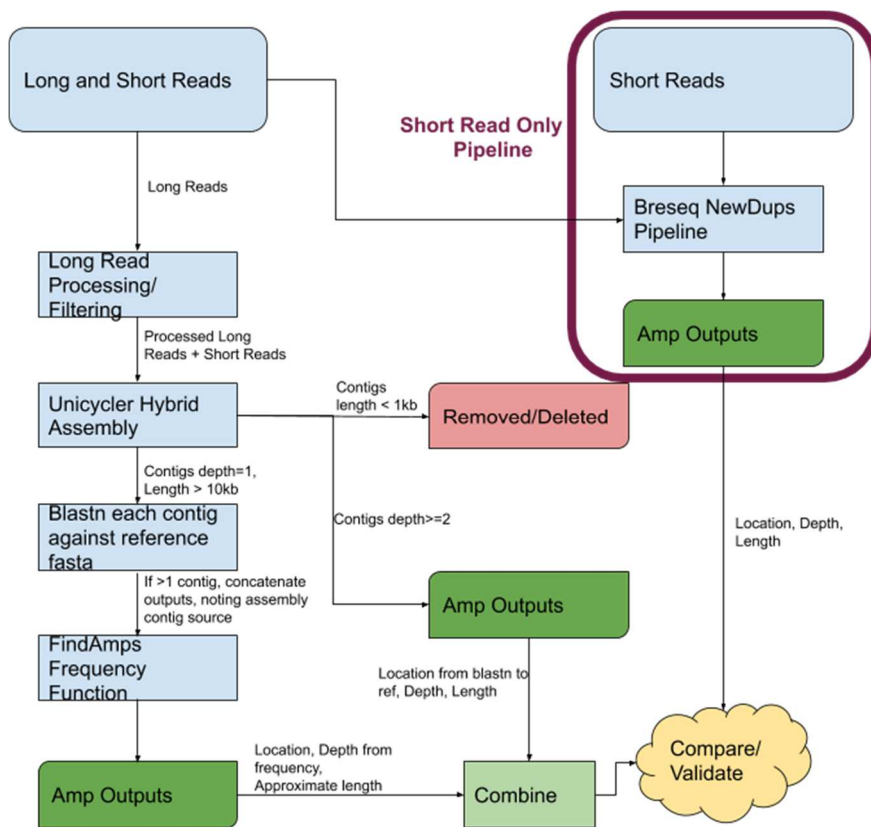 Long and Short Reads
Short Reads
Short Read Only
Pipeline
Long Reads
Breseq NewDups
Pipeline
Long Read
Processing/
Filtering
Processed Long
Reads + Short Reads
Amp Outputs
Unicycler Hybrid
Assembly
Contigs
length < 1kb
Removed/Deleted
Contigs depth=1,
Length > 10kb
Contigs depth>=2
Blastn each contig
against reference
fasta
Location, Depth,
Length
If >1 contig, concatenate
outputs, noting assembly
contig source
Amp Outputs
FindAmps
Frequency
Function
Location from blastn to
ref, Depth, Length
Location, Depth from
frequency,
Approximate length
Amp Outputs
Combine
Compare/
Validate